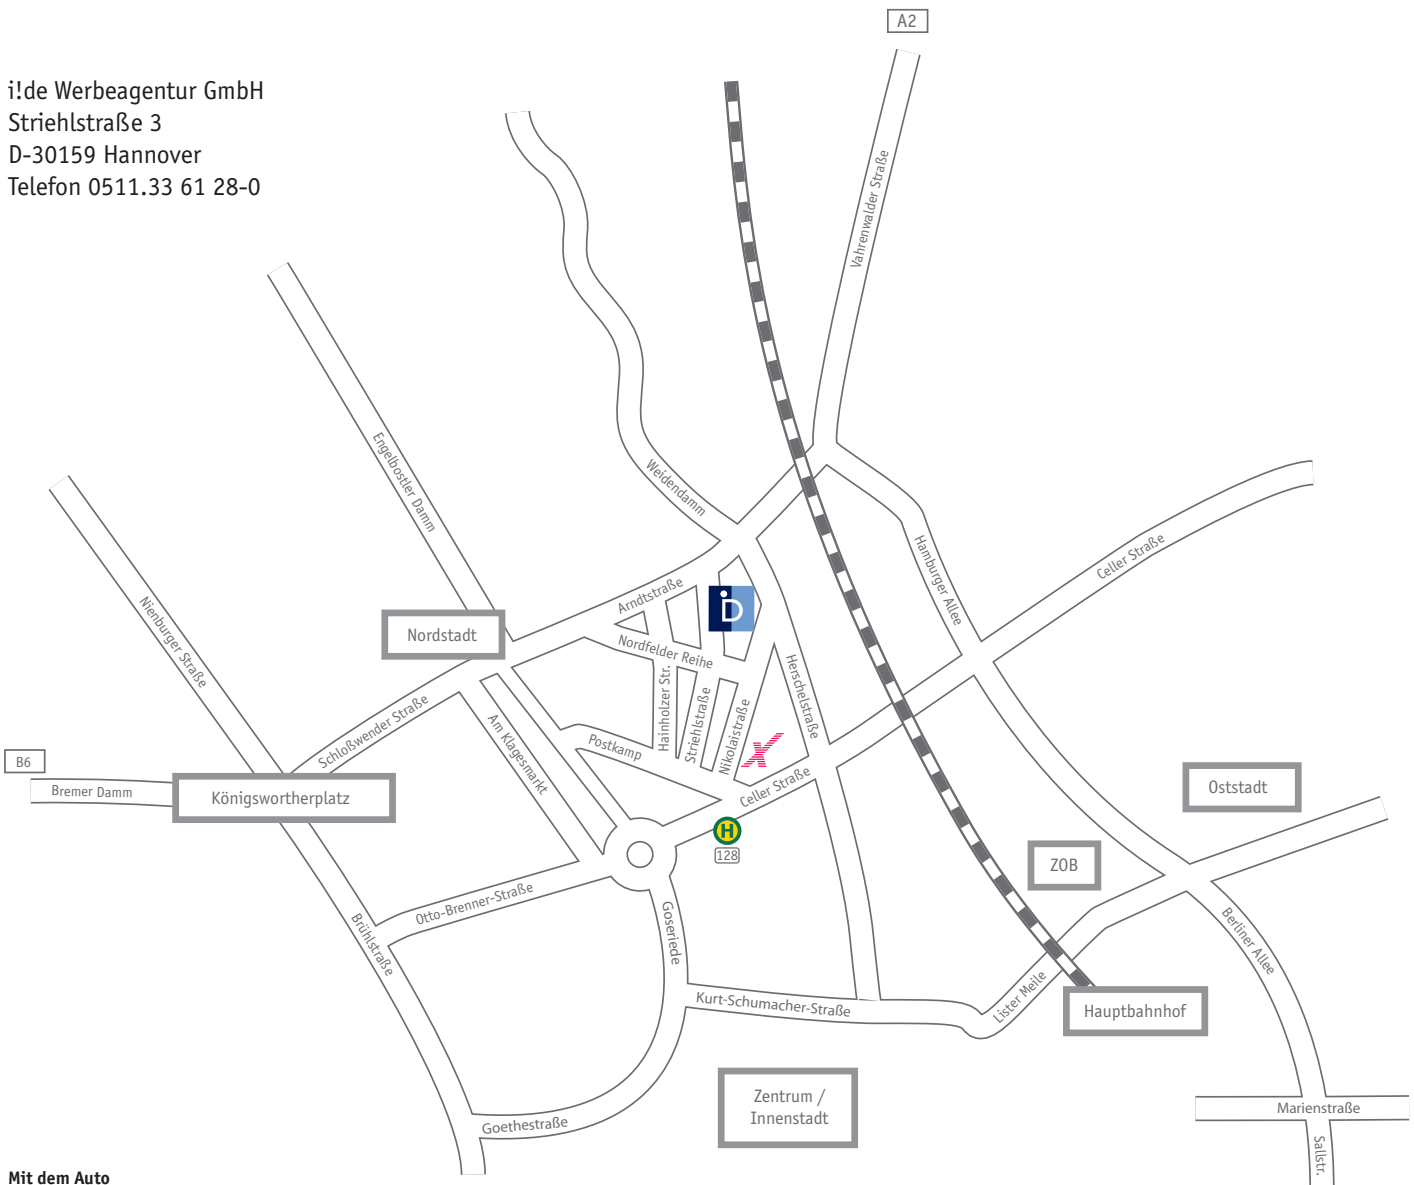 A2
i!de Werbeagentur GmbH
Striehlstraße 3
D-30159 Hannover
Telefon 0511.33 61 28-0
Vahrenwalder Straße
Engelbostler Damm
Weidendamm
Hamburger Allee
Celler Straße
Nienburger Straße
Nordstadt
Arndtstraße
iD
Nordfelder Reihe
Hainholzer Str.
Striehlstraße
Nikolaistraße
Herschelstraße
Schloßwender Straße
Am Klagesmarkt
Postkamp
B6
Bremer Damm
Königswortherplatz
Celler Straße
H
128
Oststadt
ZOB
Otto-Brenner-Straße
Brühlstraße
Goseriede
Berliner Allee
Kurt-Schumacher-Straße
Lister Meile
Hauptbahnhof
Zentrum /
Innenstadt
Goethestraße
Marienstraße
Sallstr.
Mit dem Auto